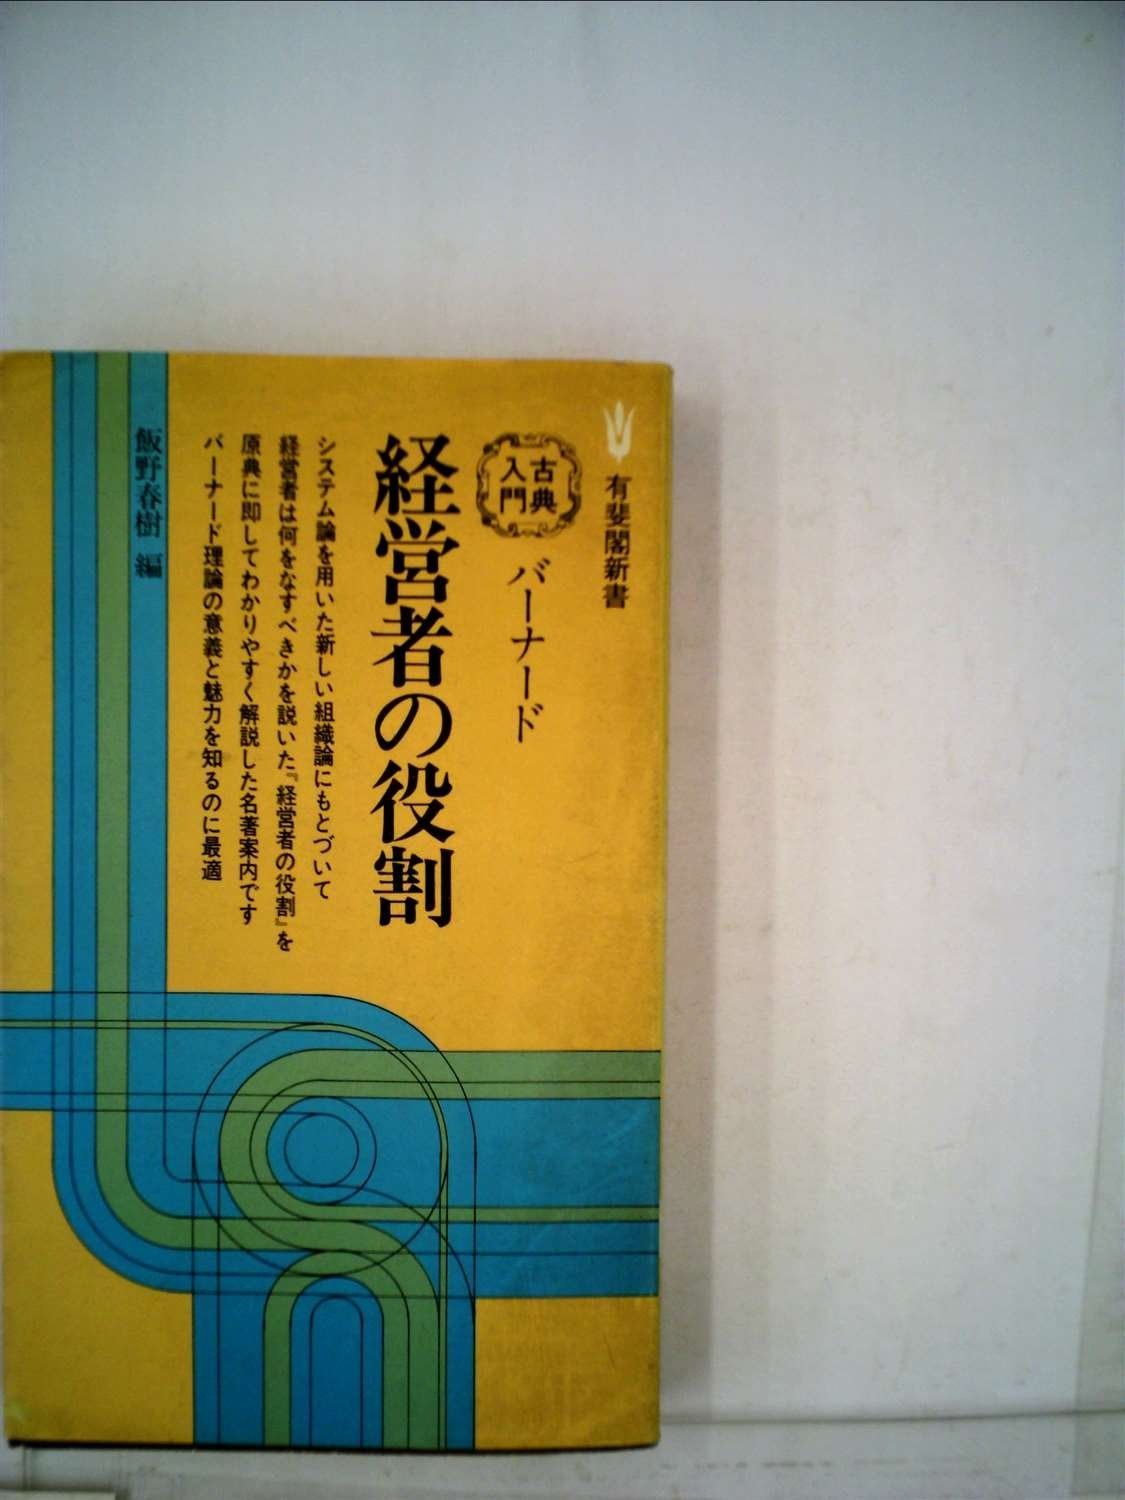 有斐閣新書
古典
入門
バーナード
経営者の役割
システム論を用いた新しい組織論にもとづいて
経営者は何をなすべきかを説いた『経営者の役割』を
原典に即してわかりやすく解説した名著案内です
バーナード理論の意義と魅力を知るのに最適
飯野春樹 編